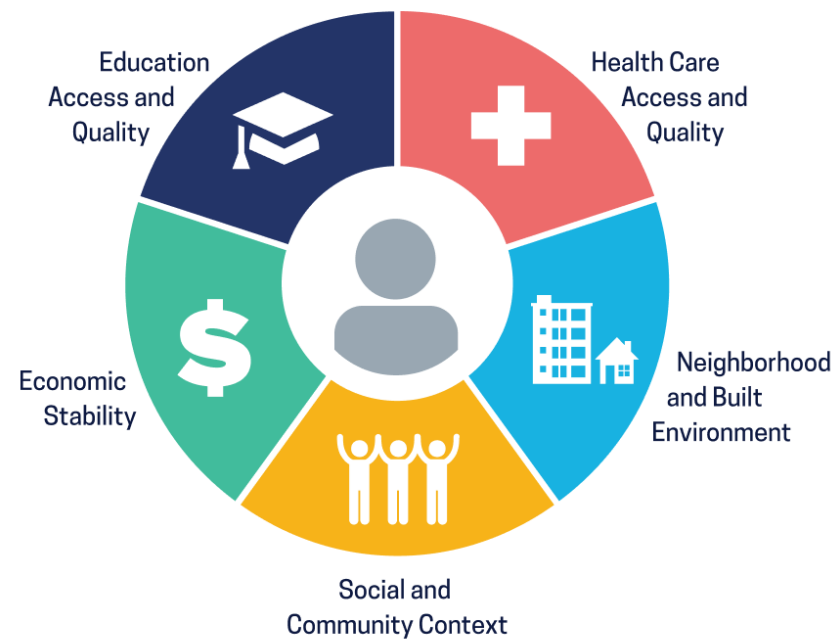 Education
Access and
Quality
Health Care
Access and
Quality
Economic
Stability
Neighborhood
and Built
Environment
Social and
Community Context